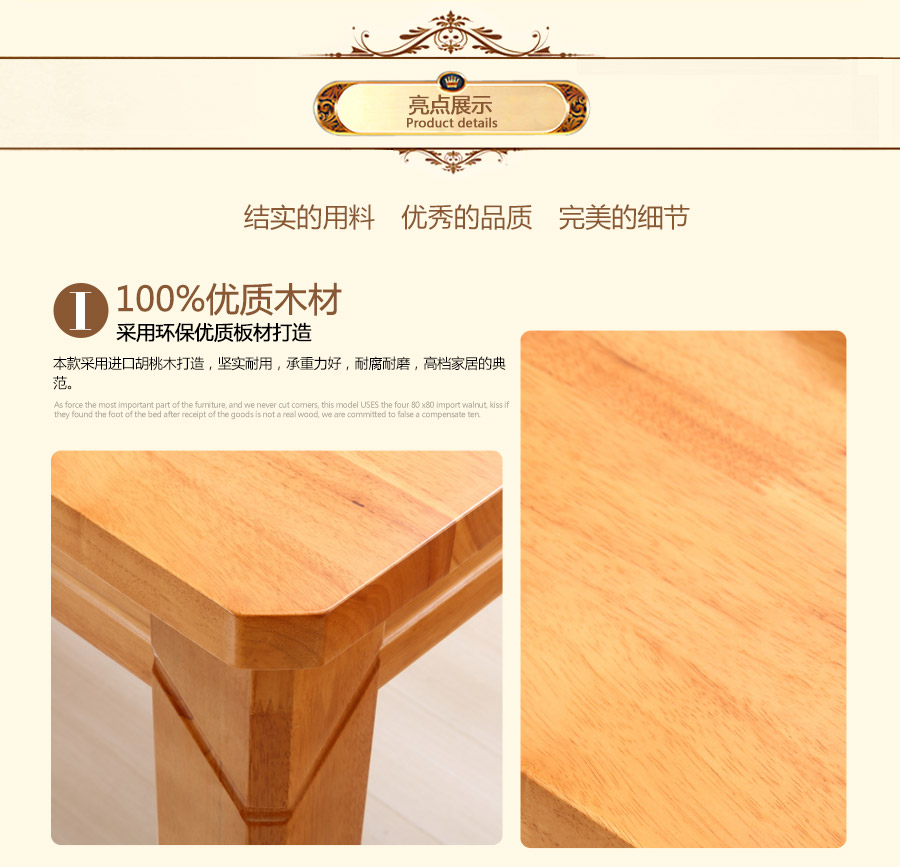 亮点展示
Product details
结实的用料 优秀的品质 完美的细节
I
100%优质木材
采用环保优质板材打造
本款采用进口胡桃木打造，坚实耐用，承重力好，耐腐耐磨，高档家居的典
范。
As force the most important part of the furniture, and we never cut corners, this model USES the four 80 x80 import walnut, kiss if
they found the foot of the bed after receipt of the goods is not a real wood, we are committed to false a compensate ten.